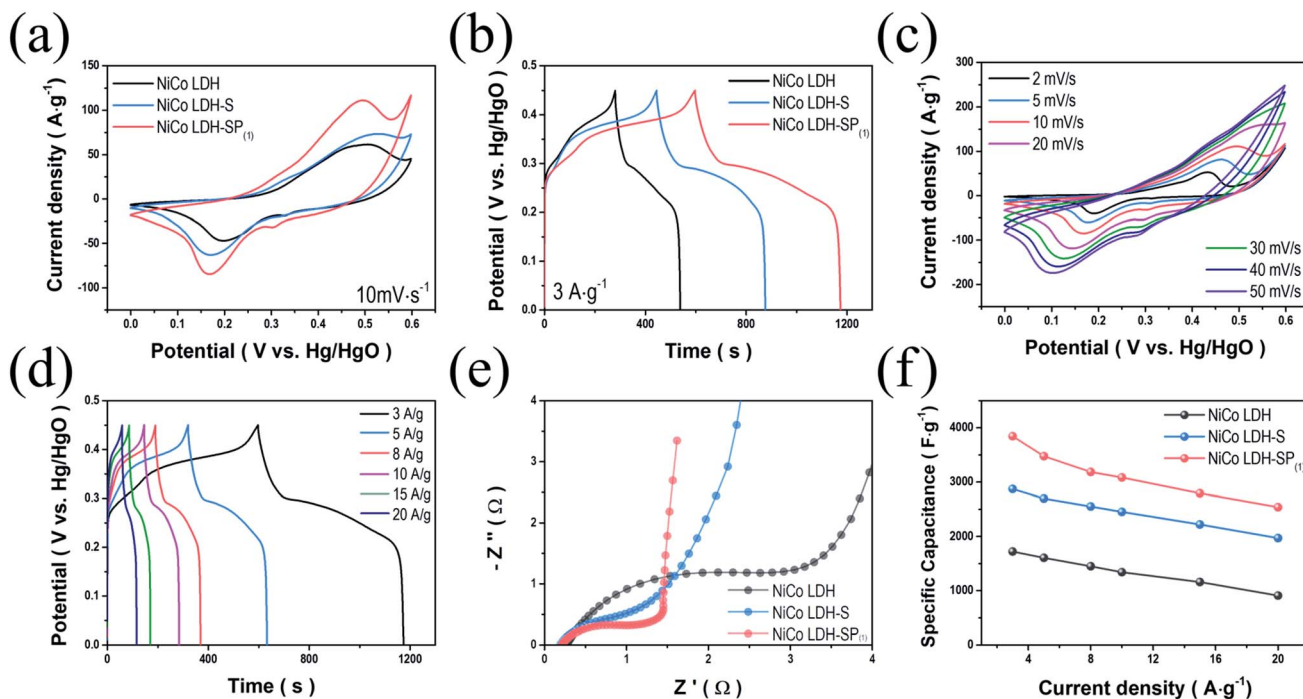 (a)
Current density ( A·g⁻¹ )
150
100
50
0
-50
-100
NiCo LDH
NiCo LDH-S
NiCo LDH-SP₍₁₎
10mV·s⁻¹
0.0 0.1 0.2 0.3 0.4 0.5 0.6
Potential ( V vs. Hg/HgO )
(b)
Potential ( V vs. Hg/HgO )
0.5
0.4
0.3
0.2
0.1
0.0
NiCo LDH
NiCo LDH-S
NiCo LDH-SP₍₁₎
3 A·g⁻¹
0 400 800 1200
Time ( s )
(c)
Current density ( A·g⁻¹ )
300
200
100
0
-100
-200
2 mV/s
5 mV/s
10 mV/s
20 mV/s
30 mV/s
40 mV/s
50 mV/s
0.0 0.1 0.2 0.3 0.4 0.5 0.6
Potential ( V vs. Hg/HgO )
(d)
Potential ( V vs. Hg/HgO )
0.5
0.4
0.3
0.2
0.1
0.0
3 A/g
5 A/g
8 A/g
10 A/g
15 A/g
20 A/g
0 400 800 1200
Time ( s )
(e)
- Z '' ( Ω )
4
3
2
1
0
NiCo LDH
NiCo LDH-S
NiCo LDH-SP₍₁₎
0 1 2 3 4
Z ' ( Ω )
(f)
Specific Capacitance ( F·g⁻¹ )
4000
3000
2000
1000
0
NiCo LDH
NiCo LDH-S
NiCo LDH-SP₍₁₎
0 4 8 12 16 20
Current density ( A·g⁻¹ )